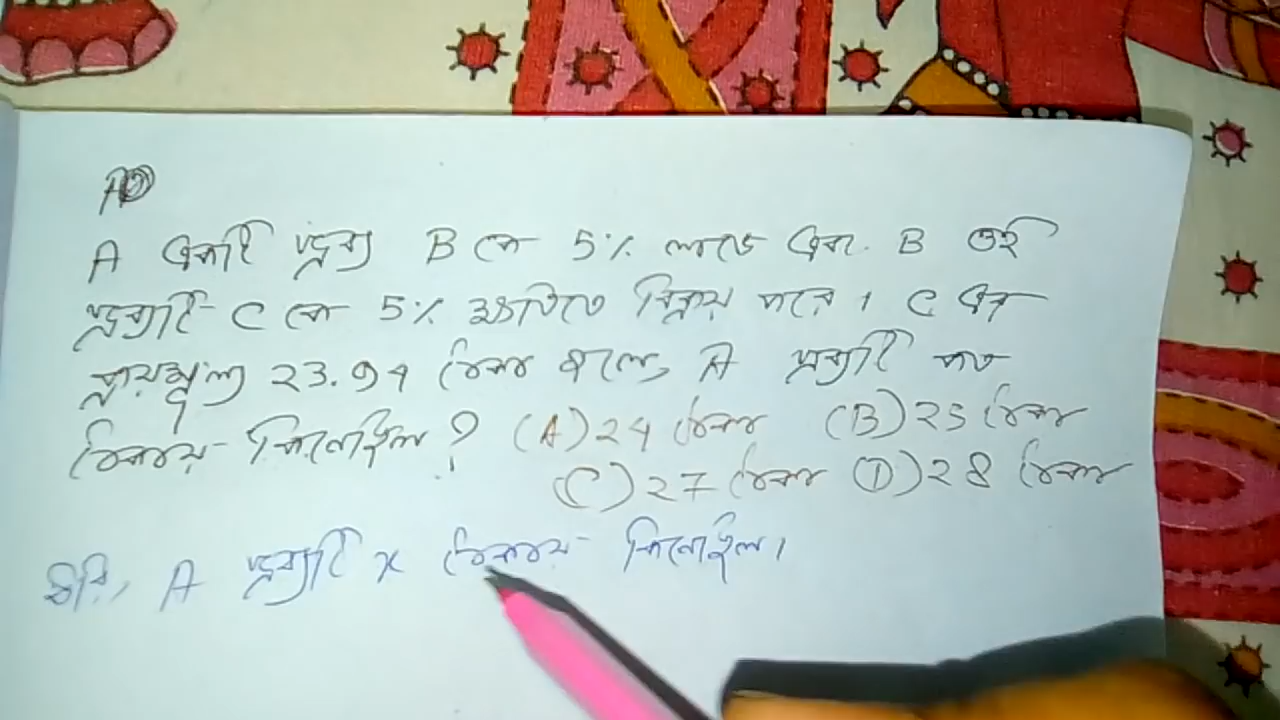 A
A একটি দ্রব্য B কে 5% লাভে এবং B ওই
দ্রব্যটি C কে 5% ক্ষতিতে বিক্রয় করে। C এর
ক্রয়মূল্য 23.94 টাকা হলে, A দ্রব্যটি কত
টাকায় কিনেছিল? (A) 24 টাকা (B) 23 টাকা
(C) 27 টাকা (D) 28 টাকা
ধরি, A দ্রব্যটি x টাকায় কিনেছিল।